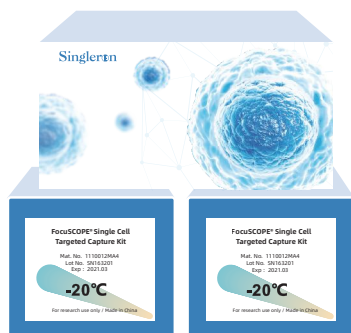 Singleron
FocuSCOPE® Single Cell
Targeted Capture Kit
Mat. No. 1110012MA4
Lot No. SN163201
Exp : 2021.03
-20℃
For research use only / Made in China
FocuSCOPE® Single Cell
Targeted Capture Kit
Mat. No. 1110012MA4
Lot No. SN163201
Exp : 2021.03
-20℃
For research use only / Made in China